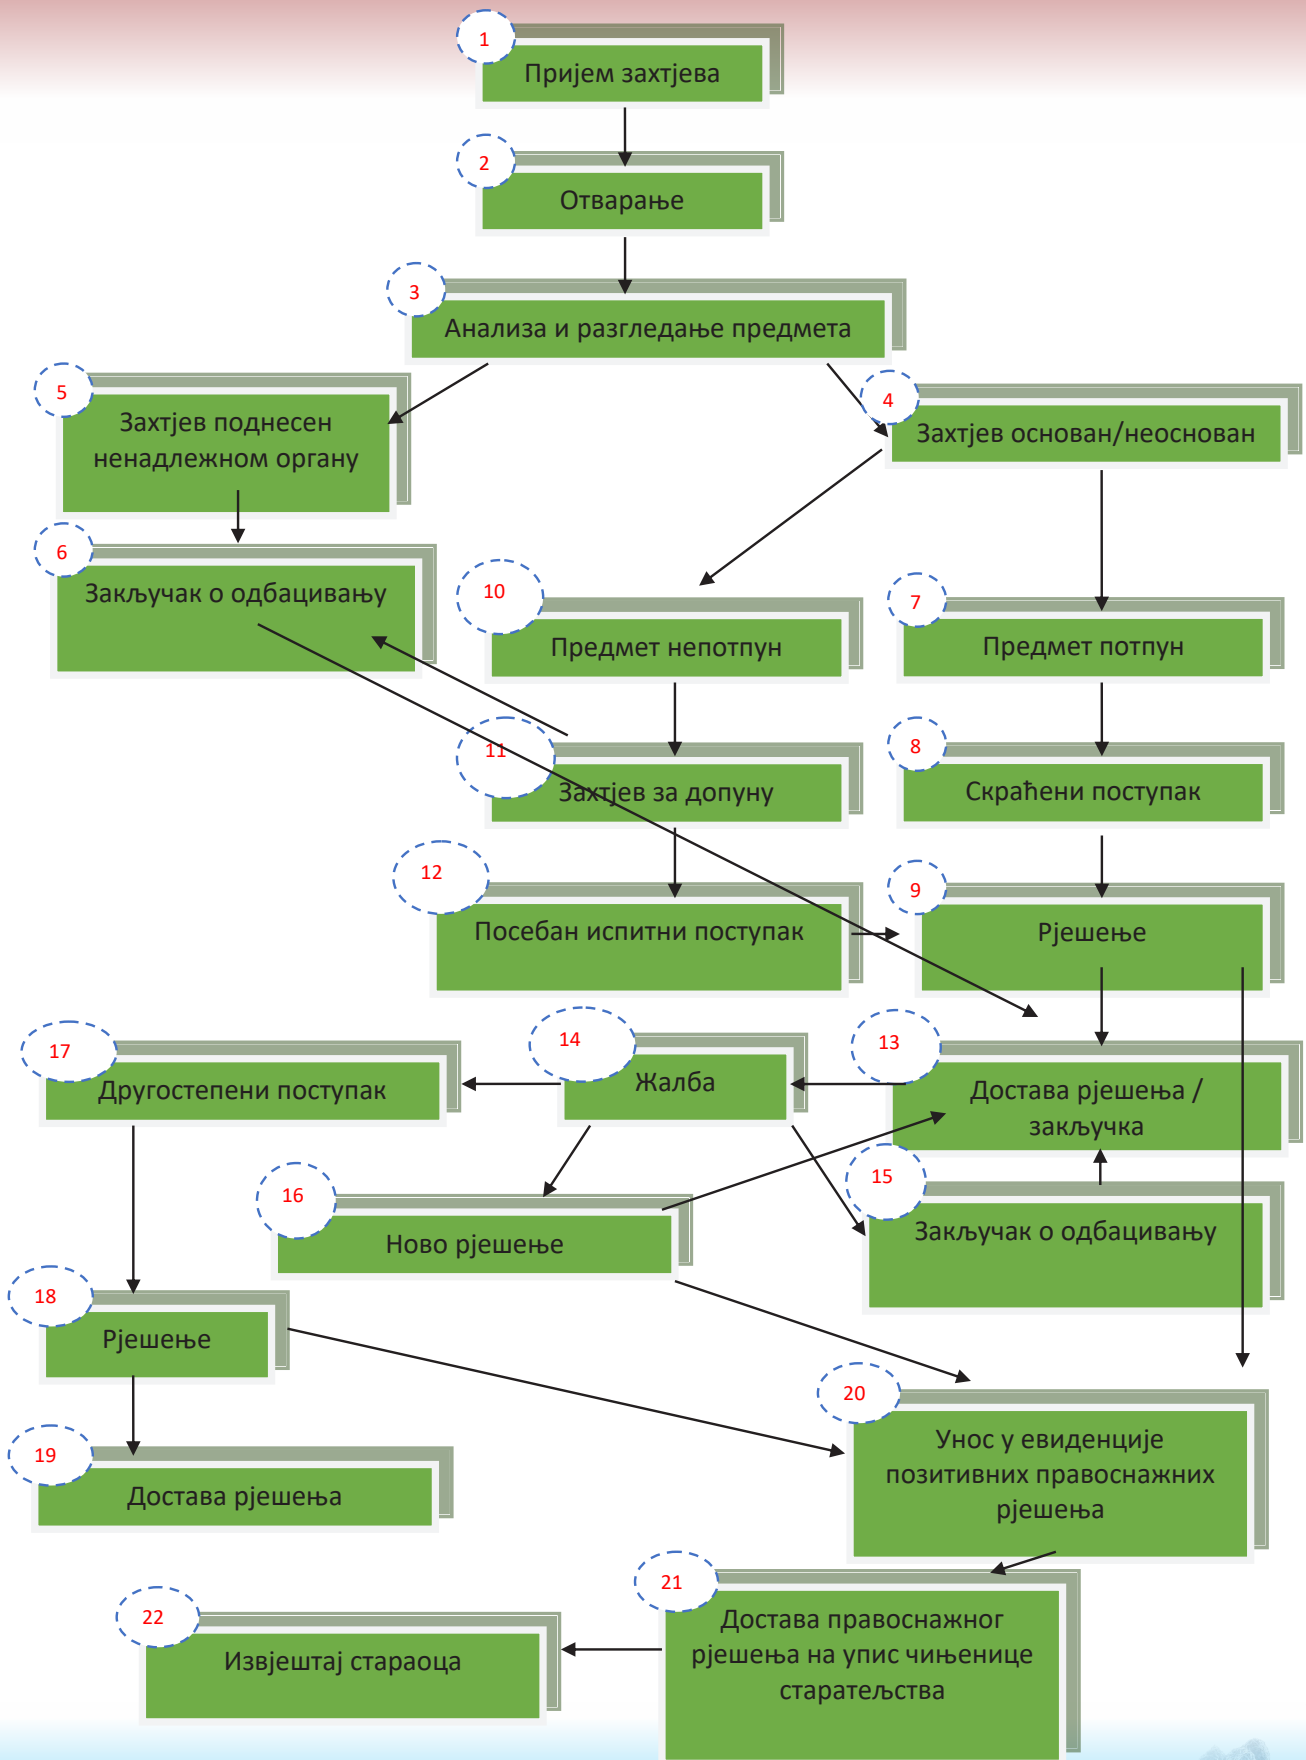 1
Пријем захтјева
2
Отварање
3
Анализа и разгледање предмета
5
Захтјев поднесен
ненадлежном органу
4
Захтјев основан/неоснован
6
Закључак о одбацивању
10
Предмет непотпун
7
Предмет потпун
11
Захтјев за допуну
8
Скраћени поступак
12
Посебан испитни поступак
9
Рјешење
17
Другостепени поступак
14
Жалба
13
Достава рјешења /
закључка
16
Ново рјешење
15
Закључак о одбацивању
18
Рјешење
19
Достава рјешења
20
Унос у евиденције
позитивних правоснажних
рјешења
21
Достава правоснажног
рјешења на упис чињенице
старатељства
22
Извјештај стараоца